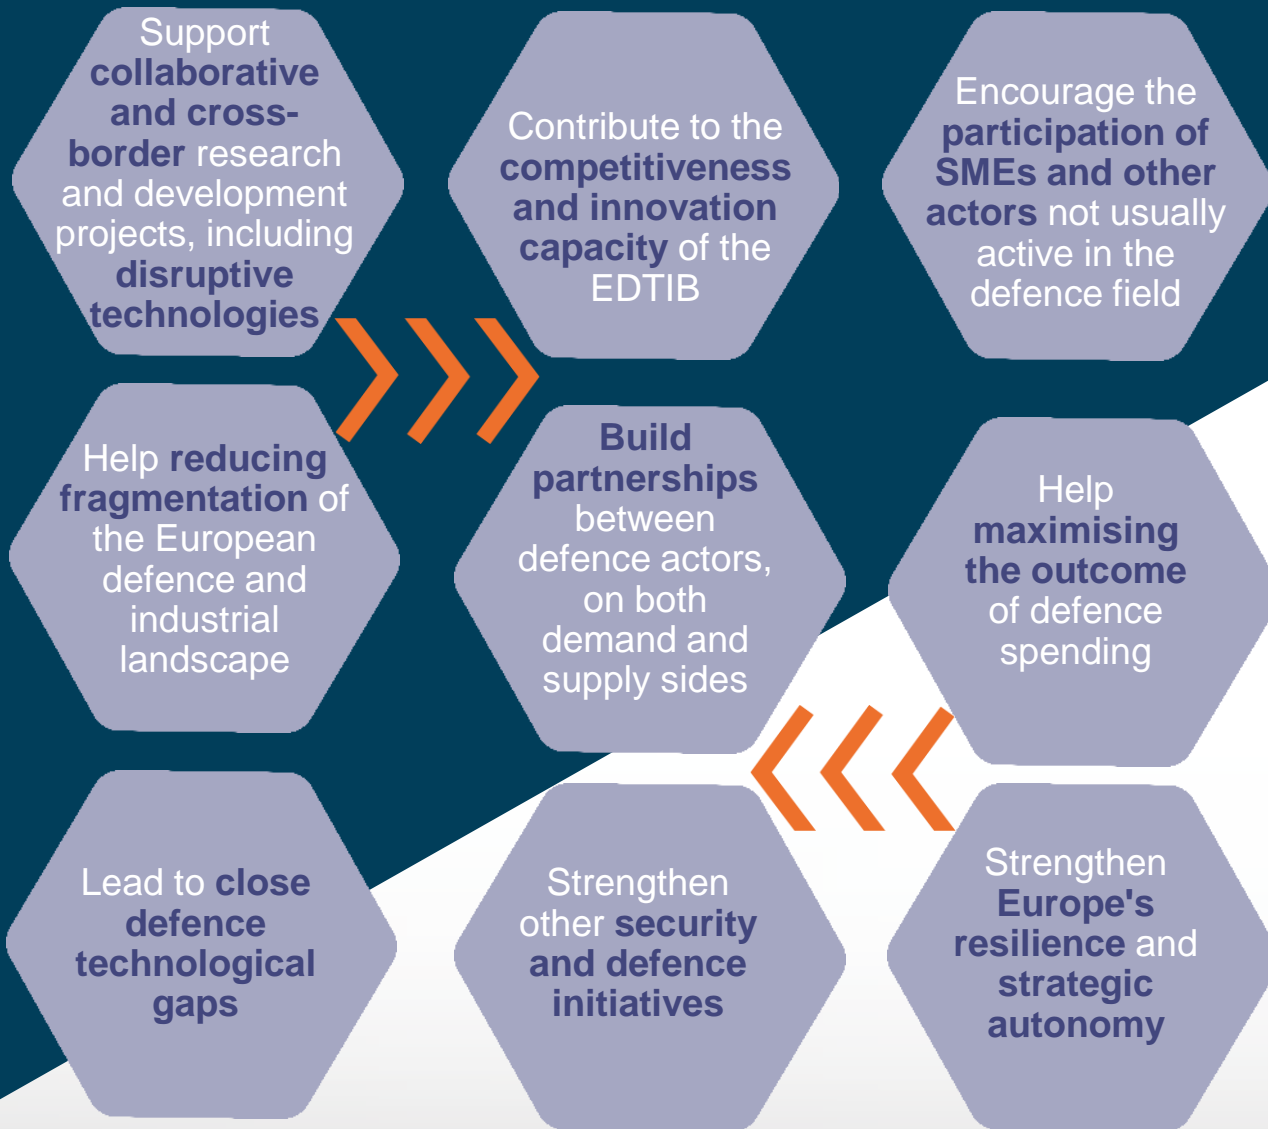 Support
collaborative
and cross-
border research
and development
projects, including
disruptive
technologies
Contribute to the
competitiveness
and innovation
capacity of the
EDTIB
Encourage the
participation of
SMEs and other
actors not usually
active in the
defence field
Help reducing
fragmentation of
the European
defence and
industrial
landscape
Build
partnerships
between
defence actors,
on both
demand and
supply sides
Help
maximising
the outcome
of defence
spending
Lead to close
defence
technological
gaps
Strengthen
other security
and defence
initiatives
Strengthen
Europe's
resilience and
strategic
autonomy